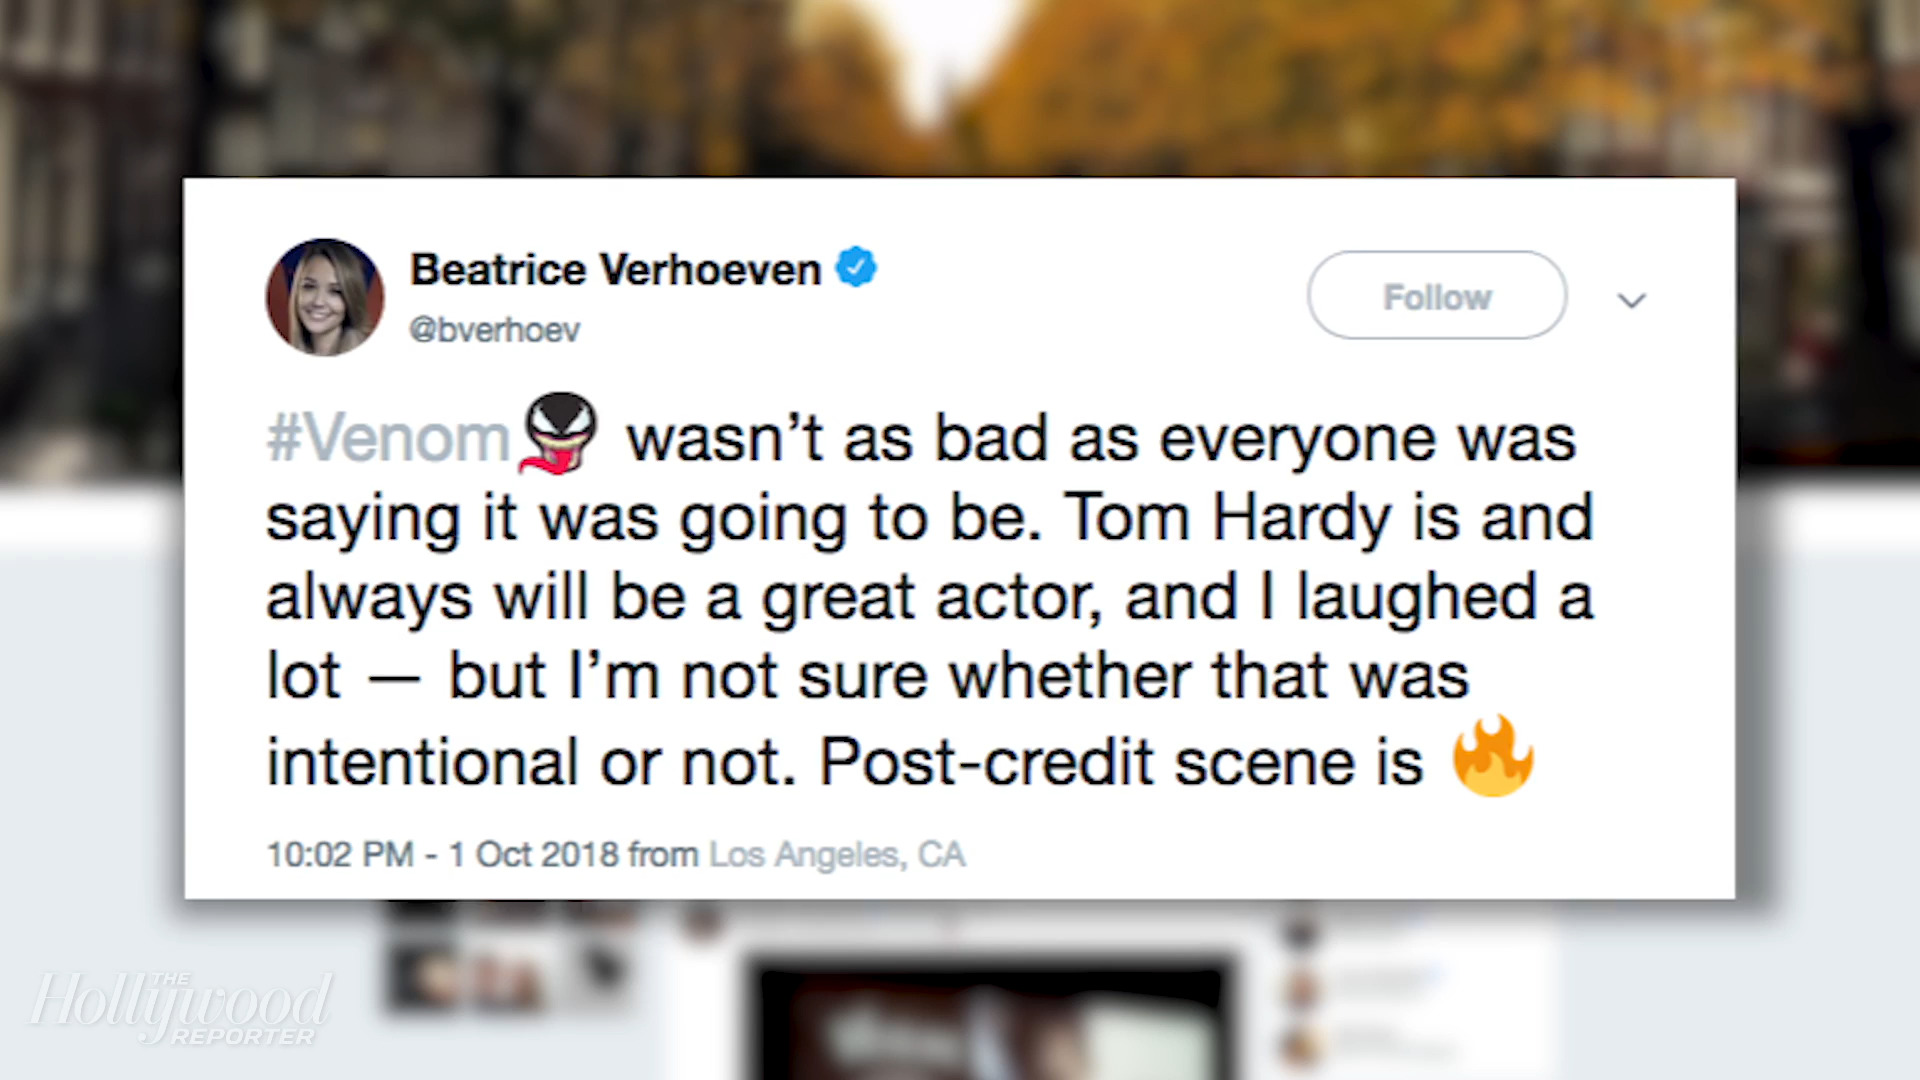 Beatrice Verhoeven
@bverhoev
Follow
#Venom wasn’t as bad as everyone was
saying it was going to be. Tom Hardy is and
always will be a great actor, and I laughed a
lot — but I’m not sure whether that was
intentional or not. Post-credit scene is 🔥
10:02 PM - 1 Oct 2018 from Los Angeles, CA
THE
Hollywood
REPORTER